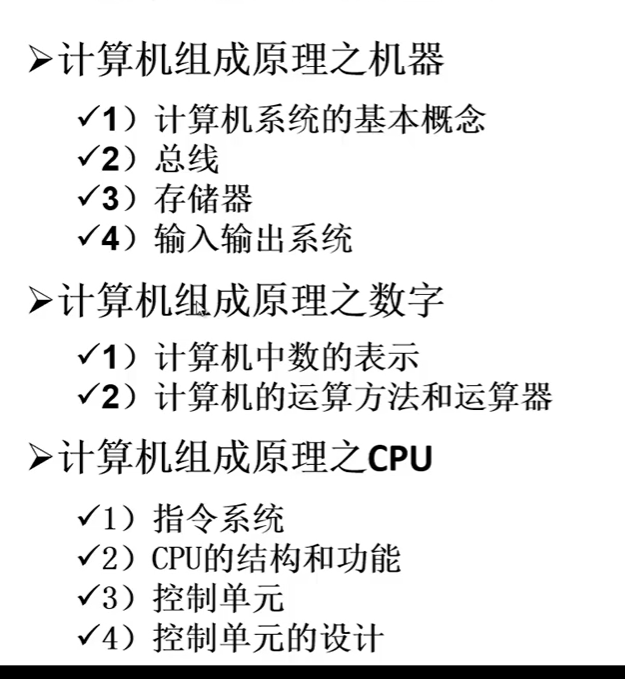 ➢计算机组成原理之机器
✓1）计算机系统的基本概念
✓2）总线
✓3）存储器
✓4）输入输出系统
➢计算机组成原理之数字
✓1）计算机中数的表示
✓2）计算机的运算方法和运算器
➢计算机组成原理之CPU
✓1）指令系统
✓2）CPU的结构和功能
✓3）控制单元
✓4）控制单元的设计